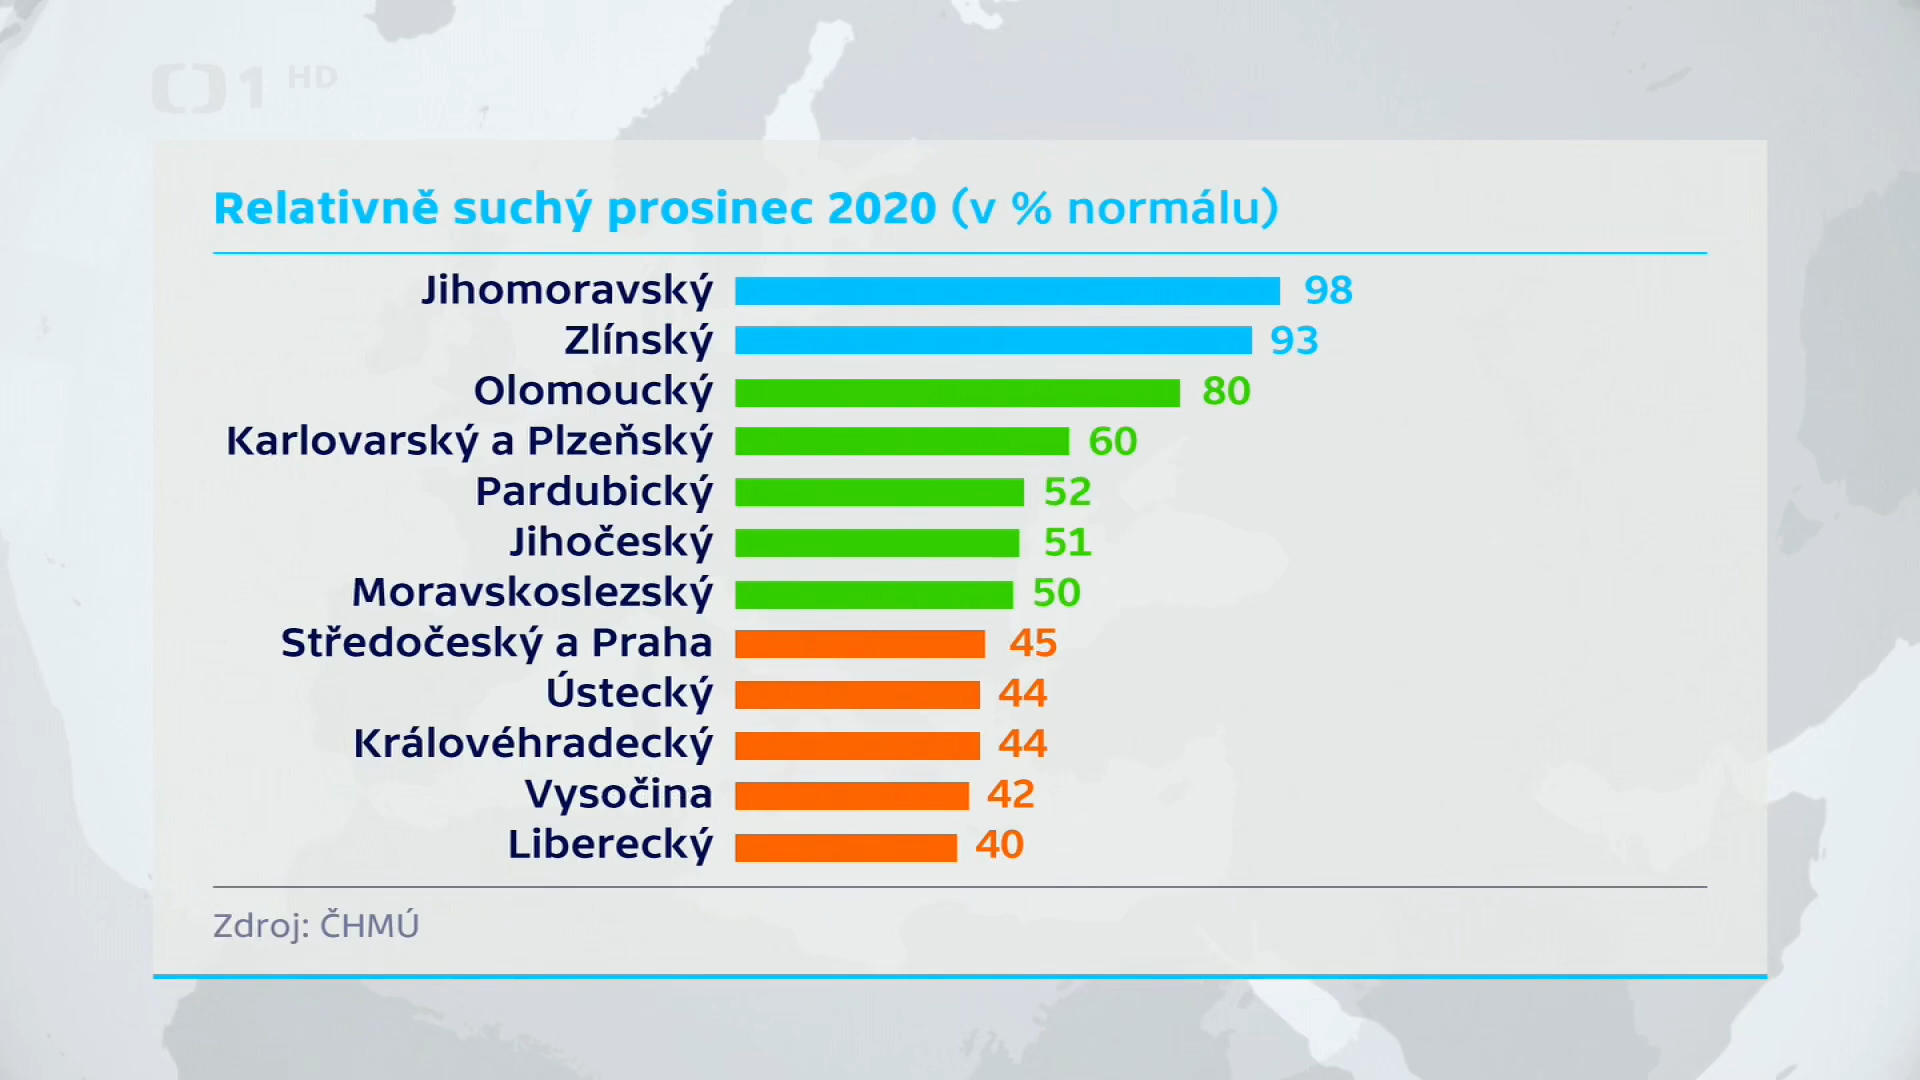 1 HD
Relativně suchý prosinec 2020 (v % normálu)
Jihomoravský 98
Zlínský 93
Olomoucký 80
Karlovarský a Plzeňský 60
Pardubický 52
Jihočeský 51
Moravskoslezský 50
Středočeský a Praha 45
Ústecký 44
Královéhradecký 44
Vysočina 42
Liberecký 40
Zdroj: ČHMÚ